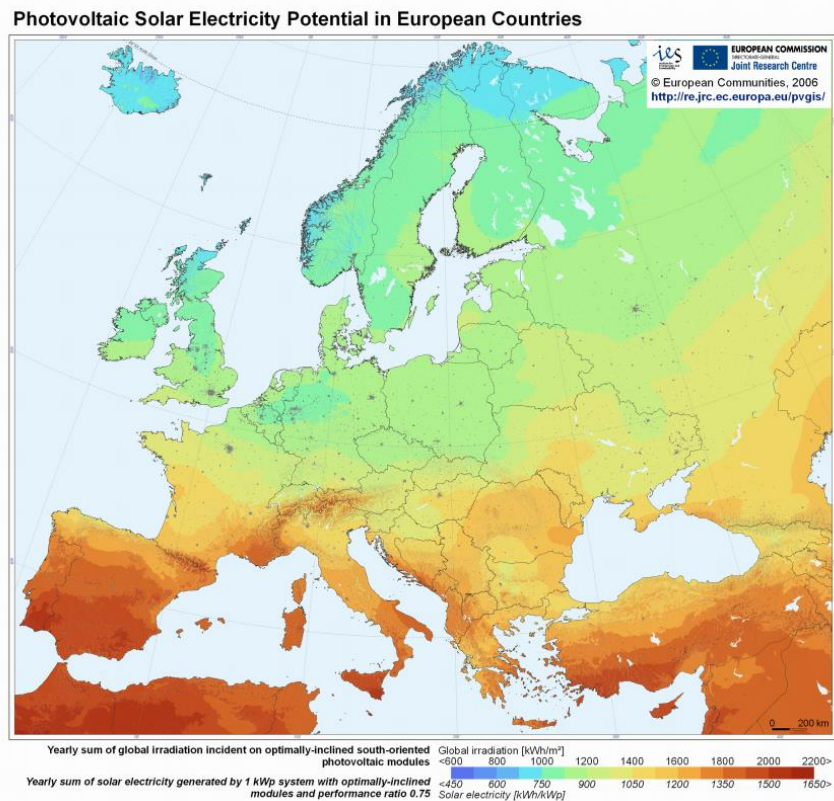 Photovoltaic Solar Electricity Potential in European Countries
ies
EUROPEAN COMMISSION
DIRECTORATE-GENERAL
Joint Research Centre
© European Communities, 2006
http://re.jrc.ec.europa.eu/pvgis/
0 200 km
Yearly sum of global irradiation incident on optimally-inclined south-oriented
photovoltaic modules
Global irradiation [kWh/m²]
<600 800 1000 1200 1400 1600 1800 2000 2200>
<450 600 750 900 1050 1200 1350 1500 1650>
Yearly sum of solar electricity generated by 1 kWp system with optimally-inclined
modules and performance ratio 0.75
Solar electricity [kWh/kWp]